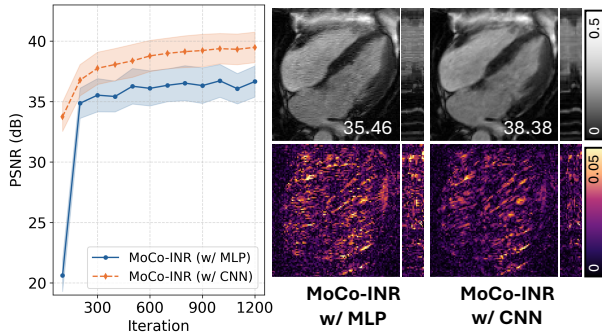 40
35
30
25
20
PSNR (dB)
MoCo-INR (w/ MLP)
MoCo-INR (w/ CNN)
300
600
900
1200
Iteration
35.46
38.38
0.5
0
0.05
0
MoCo-INR
w/ MLP
MoCo-INR
w/ CNN